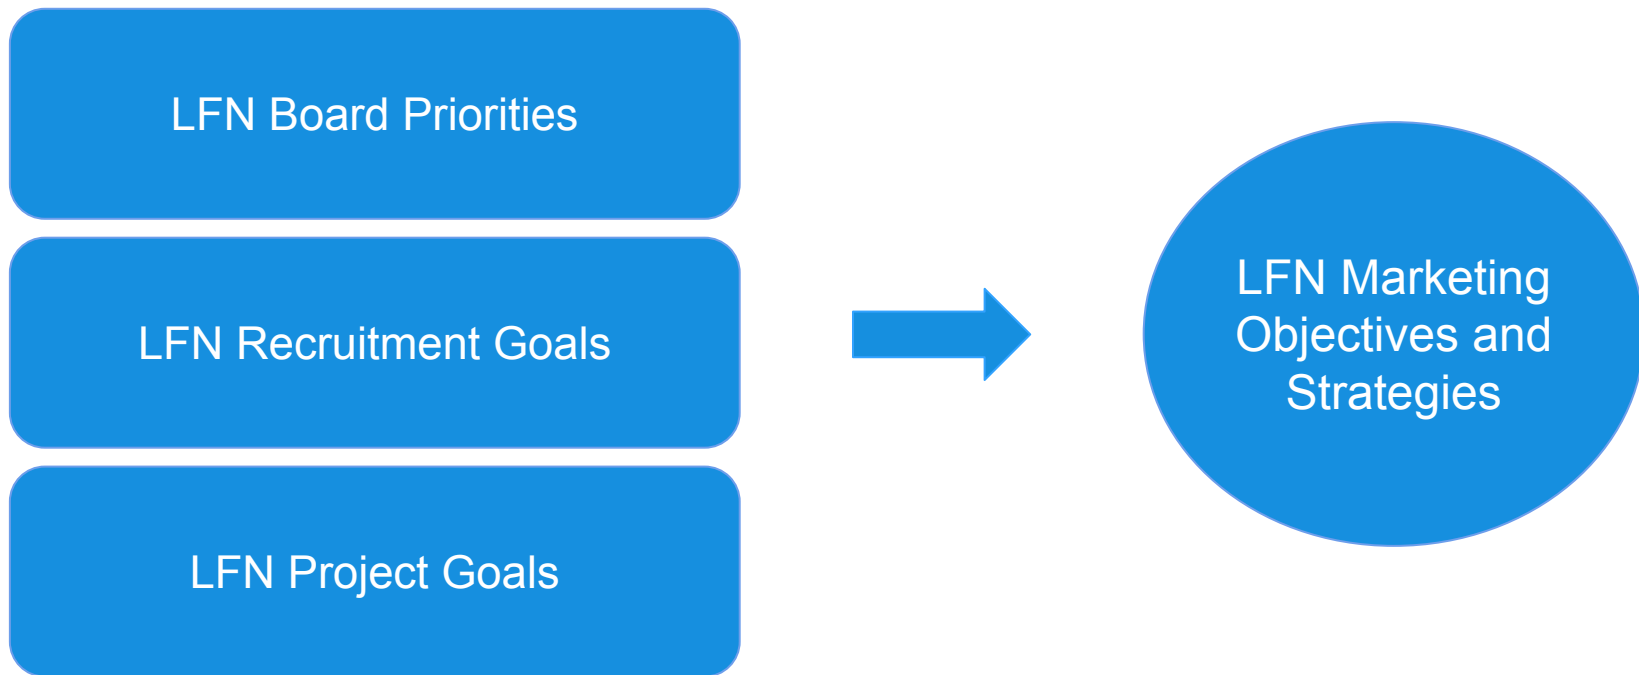 LFN Board Priorities
LFN Recruitment Goals
LFN Project Goals
LFN Marketing
Objectives and
Strategies